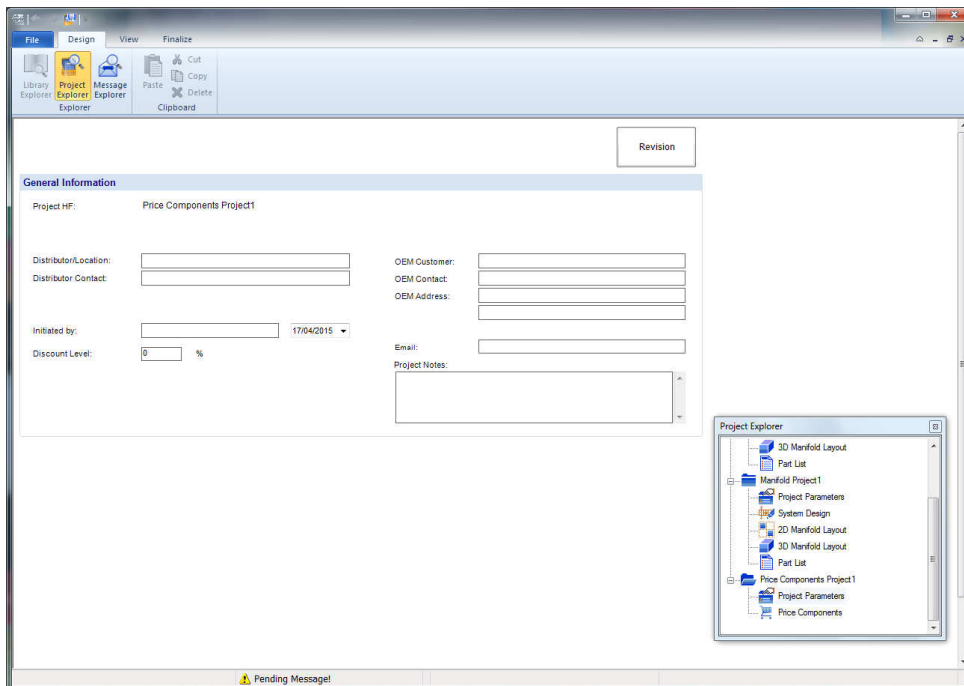 File Design View Finalize
Library Explorer
Project Explorer
Message Explorer
Paste
Cut
Copy
Delete
Explorer Clipboard
Revision
General Information
Project HF: Price Components Project1
Distributor/Location:
Distributor Contact:
OEM Customer:
OEM Contact:
OEM Address:
Initiated by: 17/04/2015
Discount Level: 0 %
Email:
Project Notes:
Project Explorer
3D Manifold Layout
Part List
Manifold Project1
Project Parameters
System Design
2D Manifold Layout
3D Manifold Layout
Part List
Price Components Project1
Project Parameters
Price Components
Pending Message!